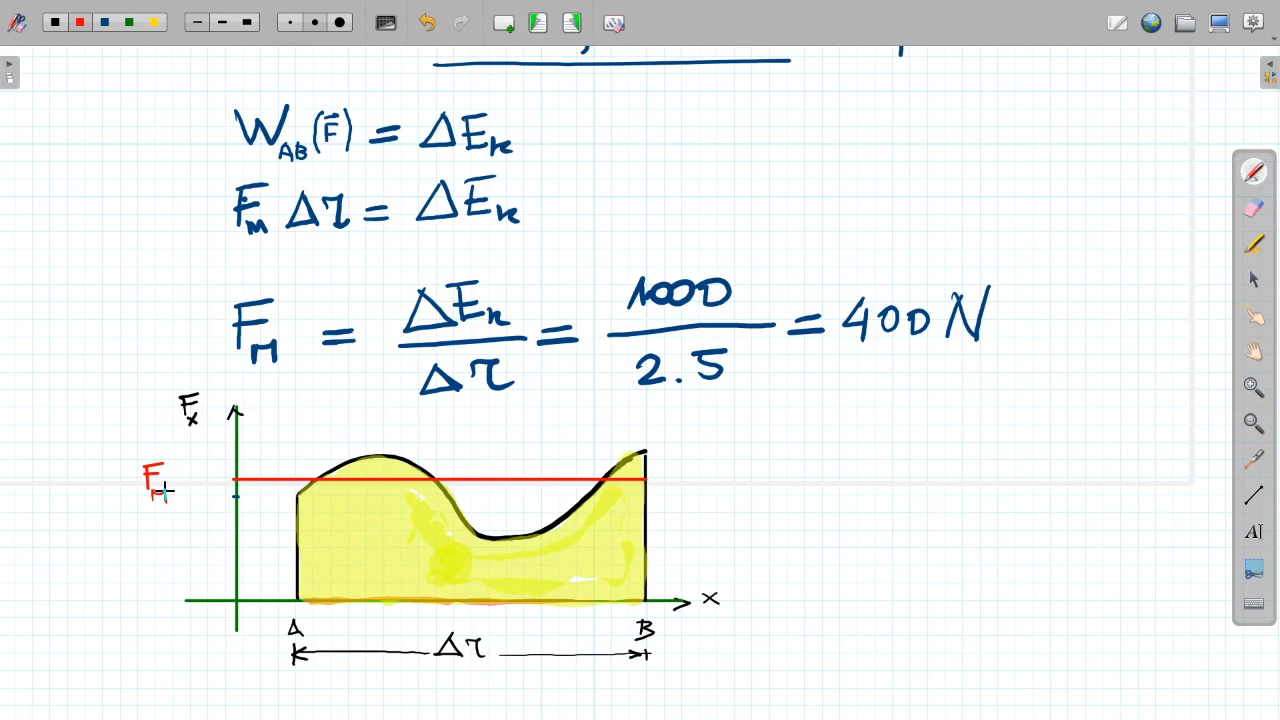 W_AB(F⃗) = ΔE_k
F_m Δr = ΔE_k
F_M = ΔE_k / Δr = 1000 / 2.5 = 400 N
F_x
F_M
x
A B
Δr